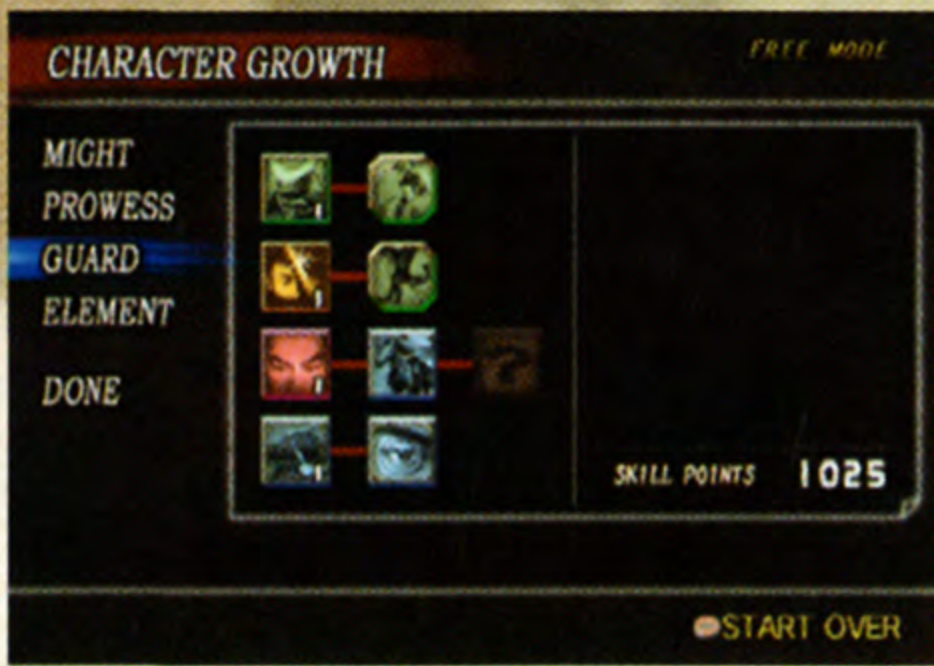 CHARACTER GROWTH
FREE MODE
MIGHT
PROWESS
GUARD
ELEMENT
DONE
SKILL POINTS 1025
START OVER